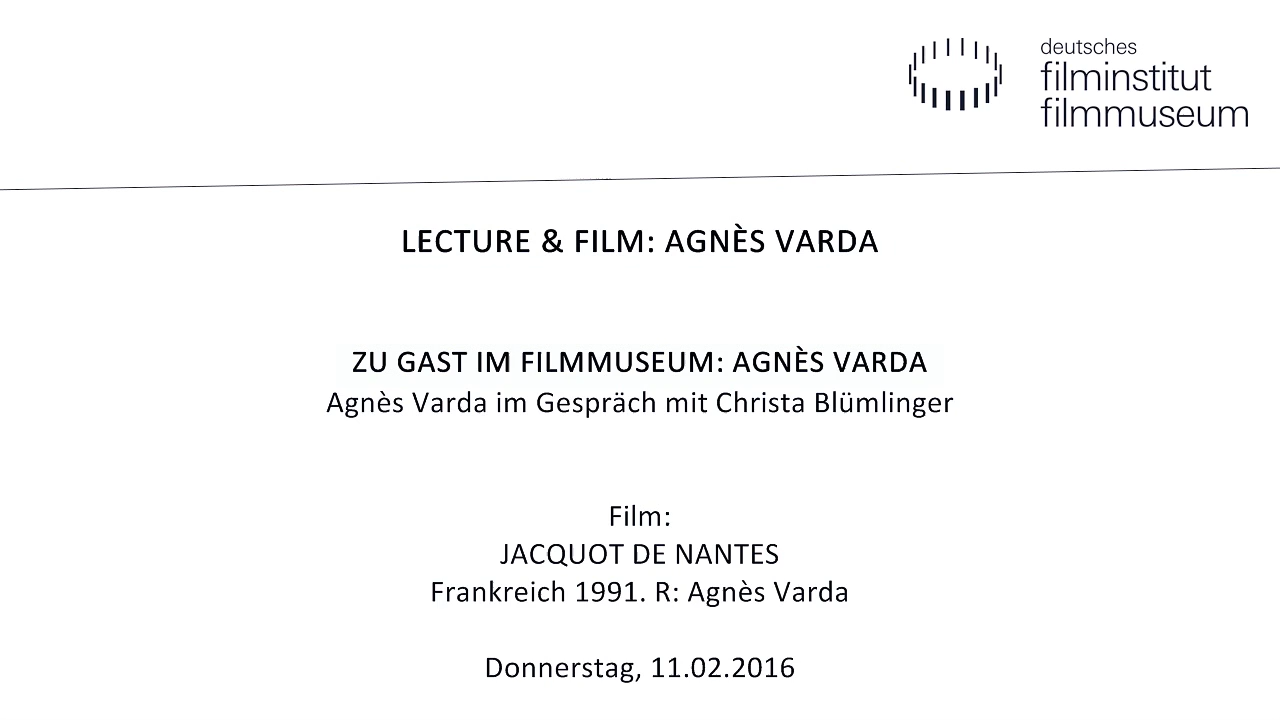 deutsches
filminstitut
filmmuseum
LECTURE & FILM: AGNÈS VARDA
ZU GAST IM FILMMUSEUM: AGNÈS VARDA
Agnès Varda im Gespräch mit Christa Blümlinger
Film:
JACQUOT DE NANTES
Frankreich 1991. R: Agnès Varda
Donnerstag, 11.02.2016